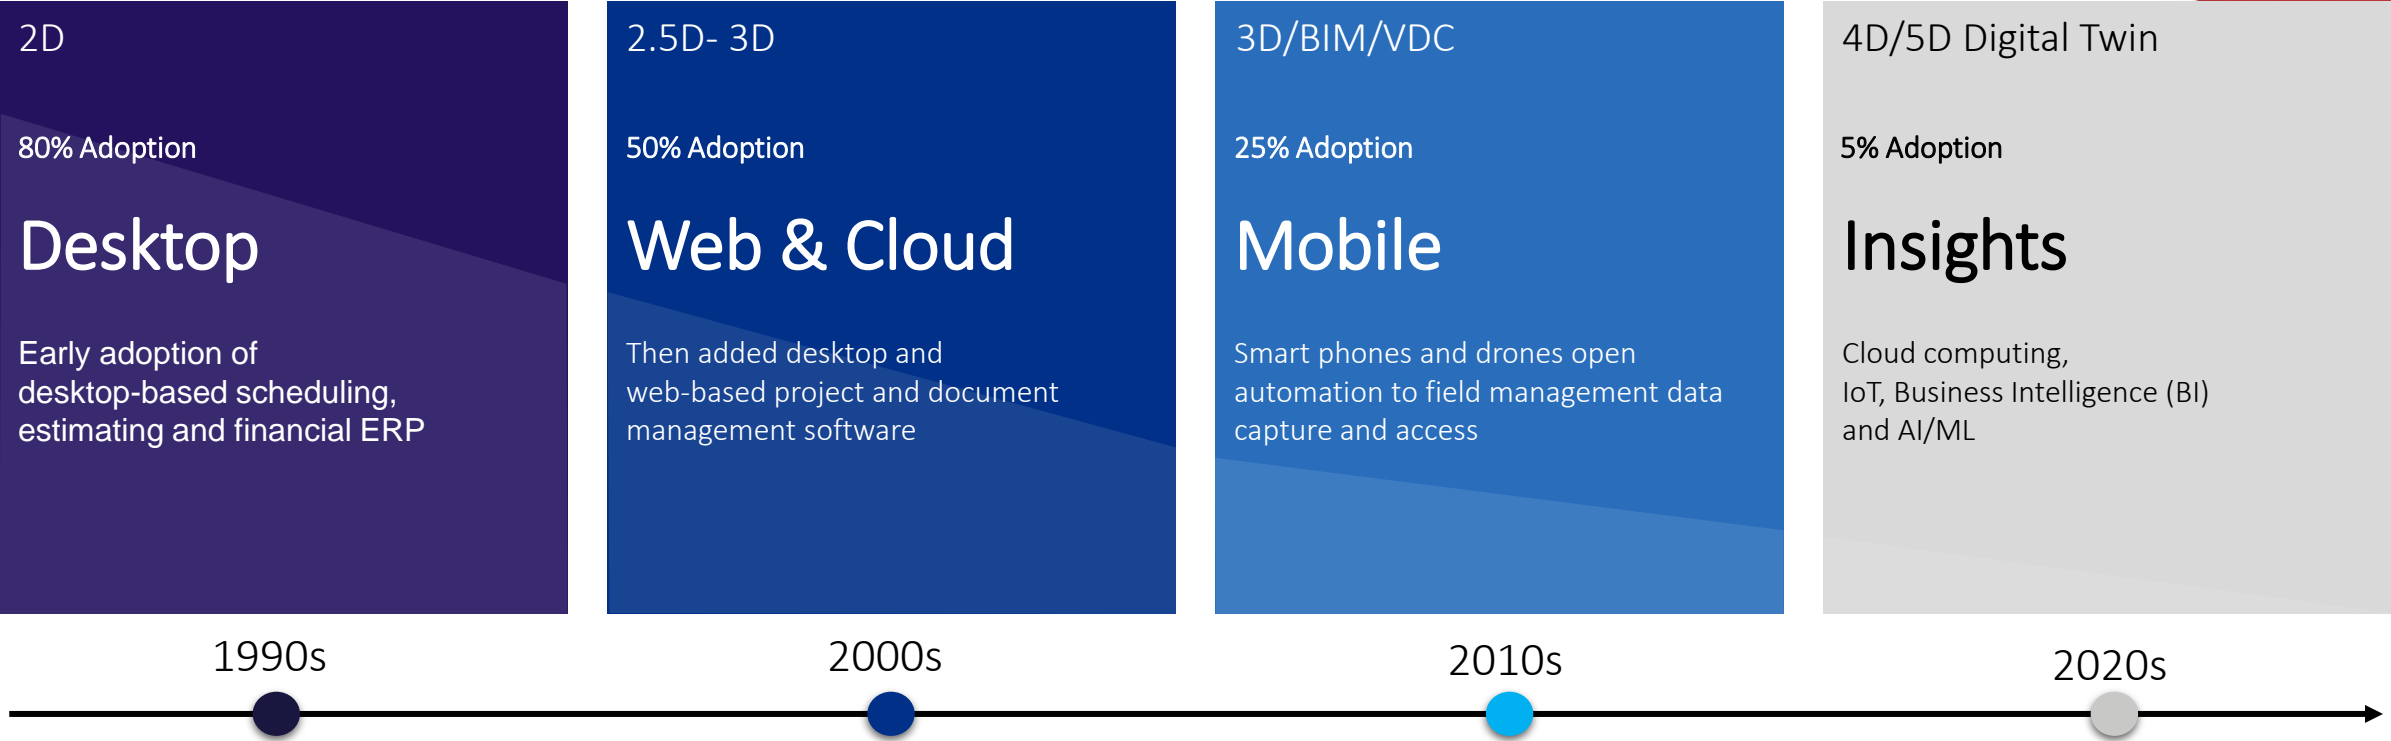 2D
80% Adoption
Desktop
Early adoption of
desktop-based scheduling,
estimating and financial ERP
2.5D- 3D
50% Adoption
Web & Cloud
Then added desktop and
web-based project and document
management software
3D/BIM/VDC
25% Adoption
Mobile
Smart phones and drones open
automation to field management data
capture and access
4D/5D Digital Twin
5% Adoption
Insights
Cloud computing,
IoT, Business Intelligence (BI)
and AI/ML
1990s
2000s
2010s
2020s